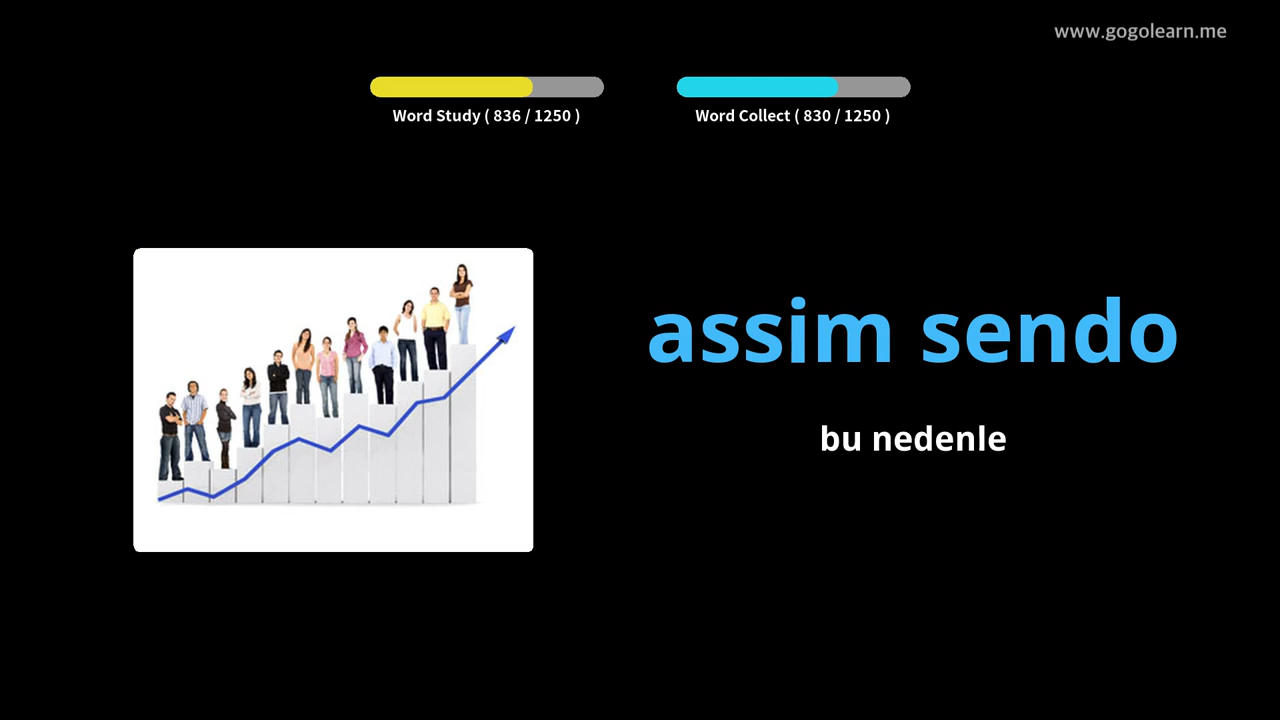 www.gogolearn.me
Word Study ( 836 / 1250 )
Word Collect ( 830 / 1250 )
assim sendo
bu nedenle